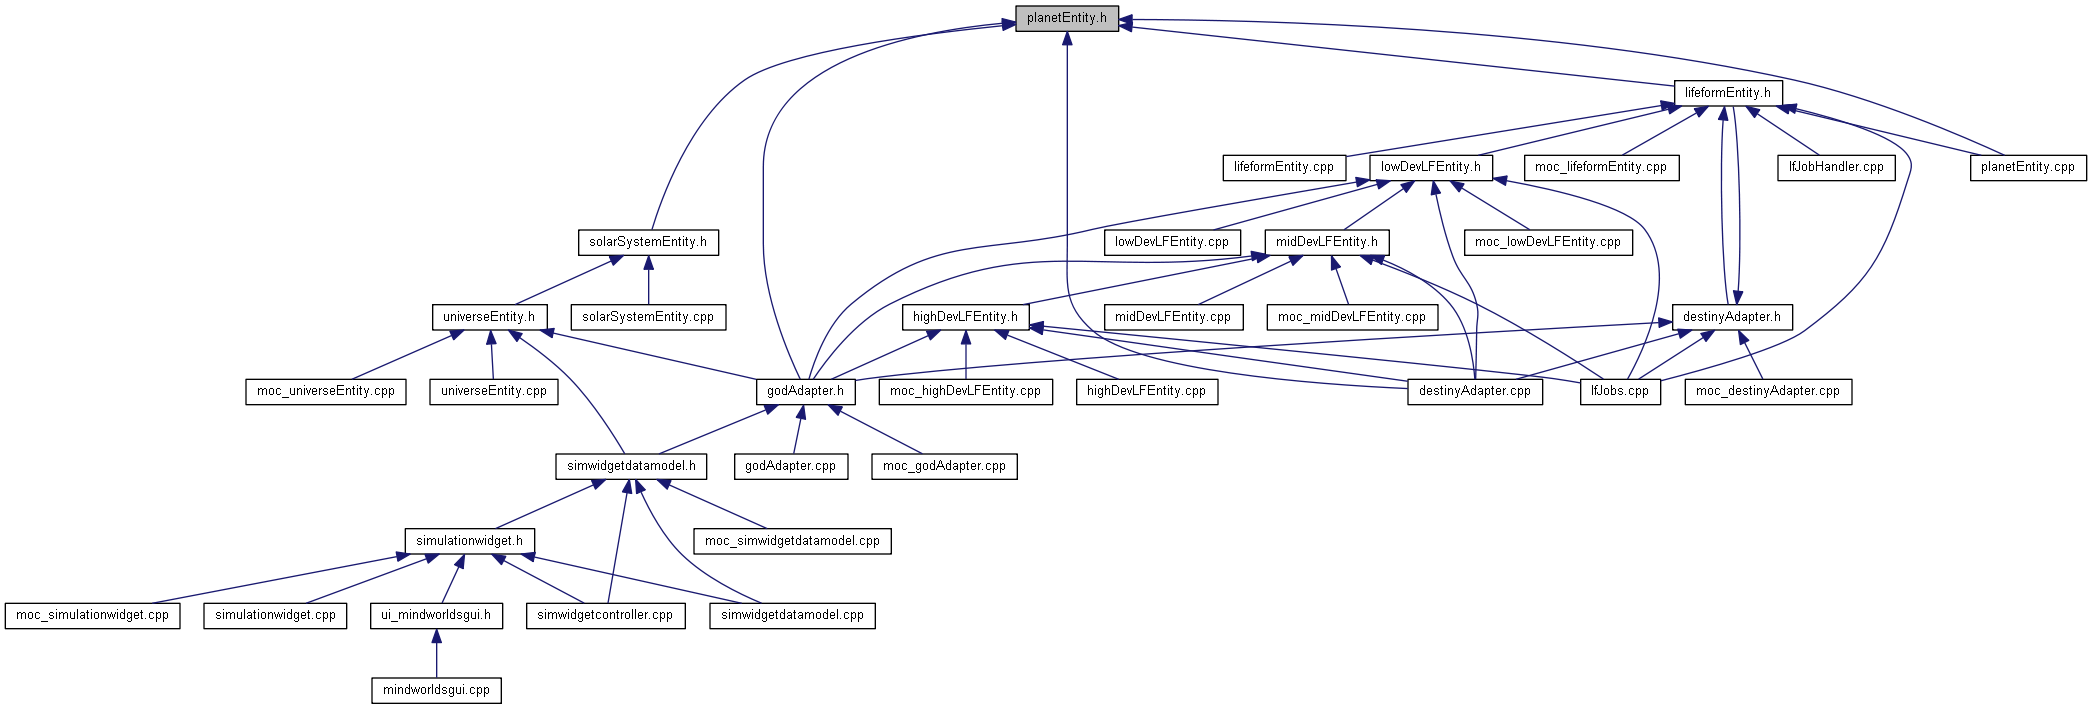 planetEntity.h
lifeformEntity.h
lifeformEntity.cpp
lowDevLFEntity.h
moc_lifeformEntity.cpp
lfJobHandler.cpp
planetEntity.cpp
solarSystemEntity.h
lowDevLFEntity.cpp
midDevLFEntity.h
moc_lowDevLFEntity.cpp
universeEntity.h
solarSystemEntity.cpp
highDevLFEntity.h
midDevLFEntity.cpp
moc_midDevLFEntity.cpp
destinyAdapter.h
moc_universeEntity.cpp
universeEntity.cpp
godAdapter.h
moc_highDevLFEntity.cpp
highDevLFEntity.cpp
destinyAdapter.cpp
lfJobs.cpp
moc_destinyAdapter.cpp
simwidgetdatamodel.h
godAdapter.cpp
moc_godAdapter.cpp
simulationwidget.h
moc_simwidgetdatamodel.cpp
moc_simulationwidget.cpp
simulationwidget.cpp
ui_mindworldsgui.h
simwidgetcontroller.cpp
simwidgetdatamodel.cpp
mindworldsgui.cpp